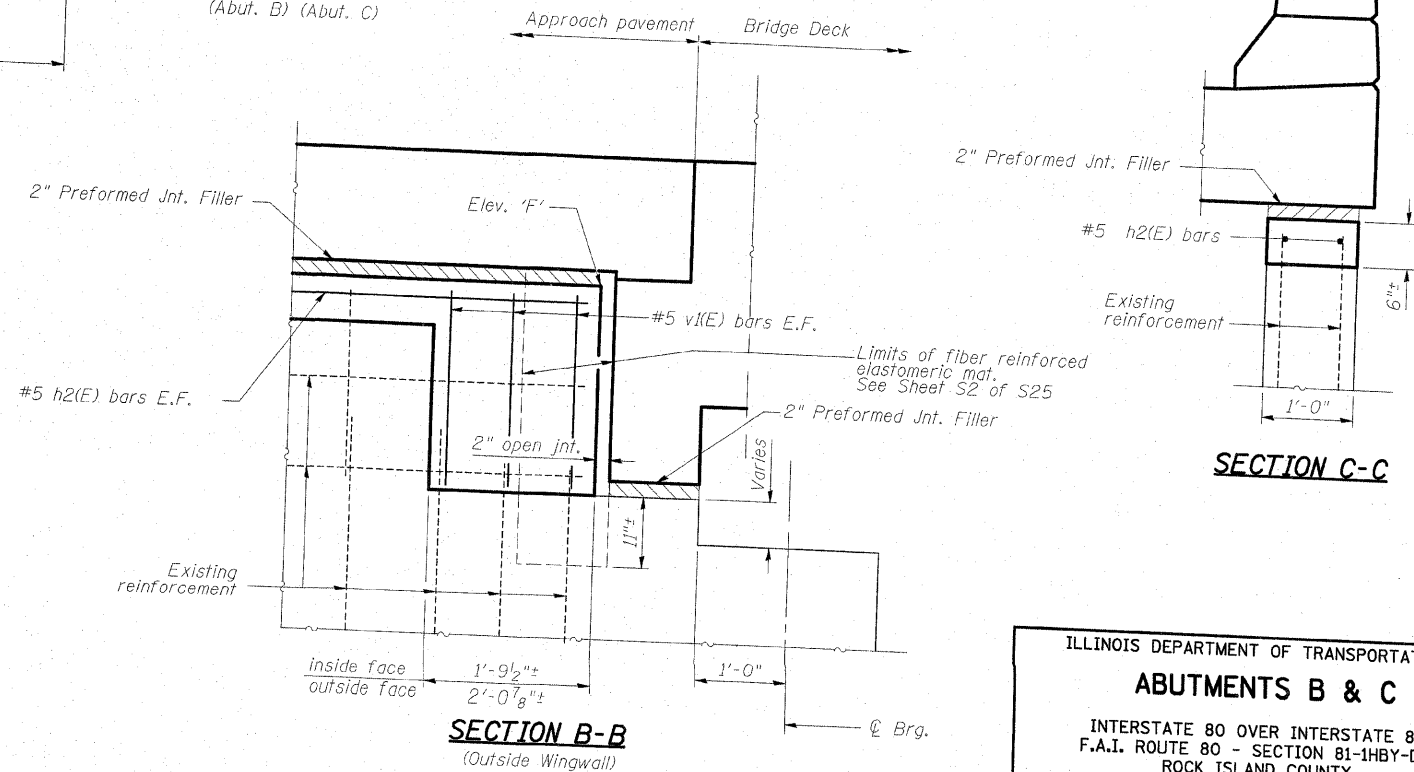 (Abut. B) (Abut. C)
Approach pavement
Bridge Deck
2" Preformed Jnt. Filler
Elev. 'F'
#5 v1(E) bars E.F.
Limits of fiber reinforced
elastomeric mat.
See Sheet S2 of S25
#5 h2(E) bars E.F.
2" Preformed Jnt. Filler
2" open jnt.
Varies
11"±
Existing
reinforcement
inside face
outside face
1'-9½"±
2'-0⅞"±
1'-0"
℄ Brg.
SECTION B-B
(Outside Wingwall)
2" Preformed Jnt. Filler
#5 h2(E) bars
6"±
Existing
reinforcement
1'-0"
SECTION C-C
ILLINOIS DEPARTMENT OF TRANSPORTAT
ABUTMENTS B & C
INTERSTATE 80 OVER INTERSTATE 8
F.A.I. ROUTE 80 - SECTION 81-1HBY-
ROCK ISLAND COUNTY